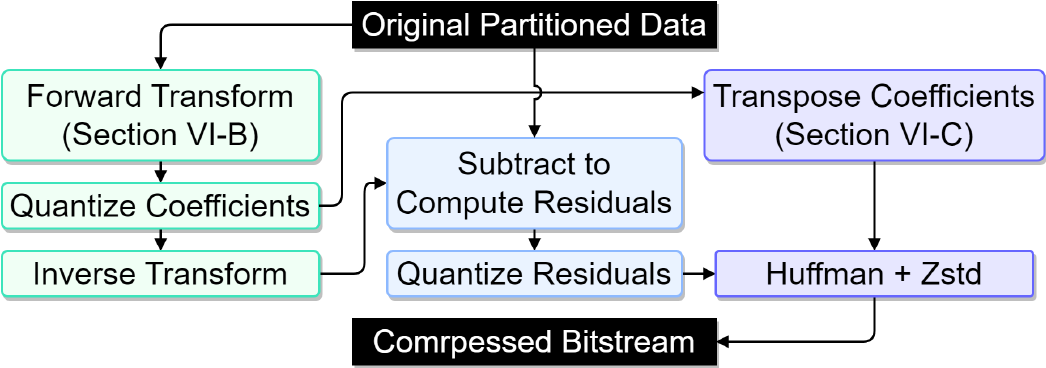 Original Partitioned Data
Forward Transform
(Section VI-B)
Transpose Coefficients
(Section VI-C)
Subtract to
Compute Residuals
Quantize Coefficients
Inverse Transform
Quantize Residuals
Huffman + Zstd
Comrpessed Bitstream